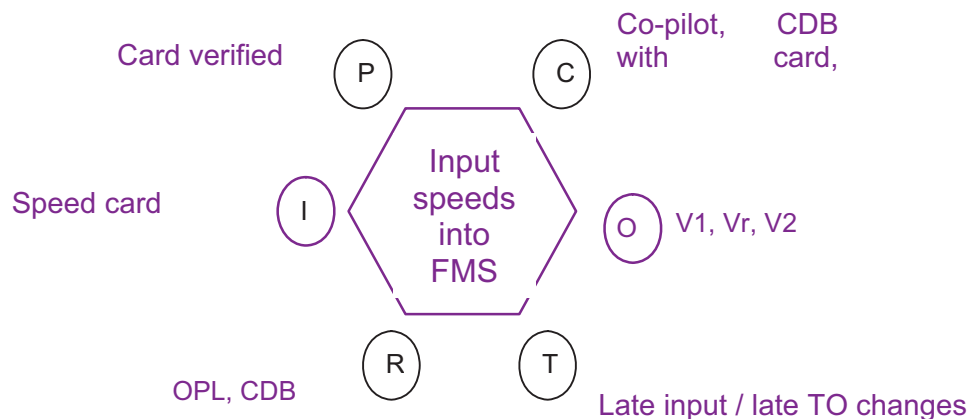 Co-pilot, CDB
with card,
Card verified
P
C
Input
speeds
into
FMS
Speed card
I
O
V1, Vr, V2
R
T
OPL, CDB
Late input / late TO changes